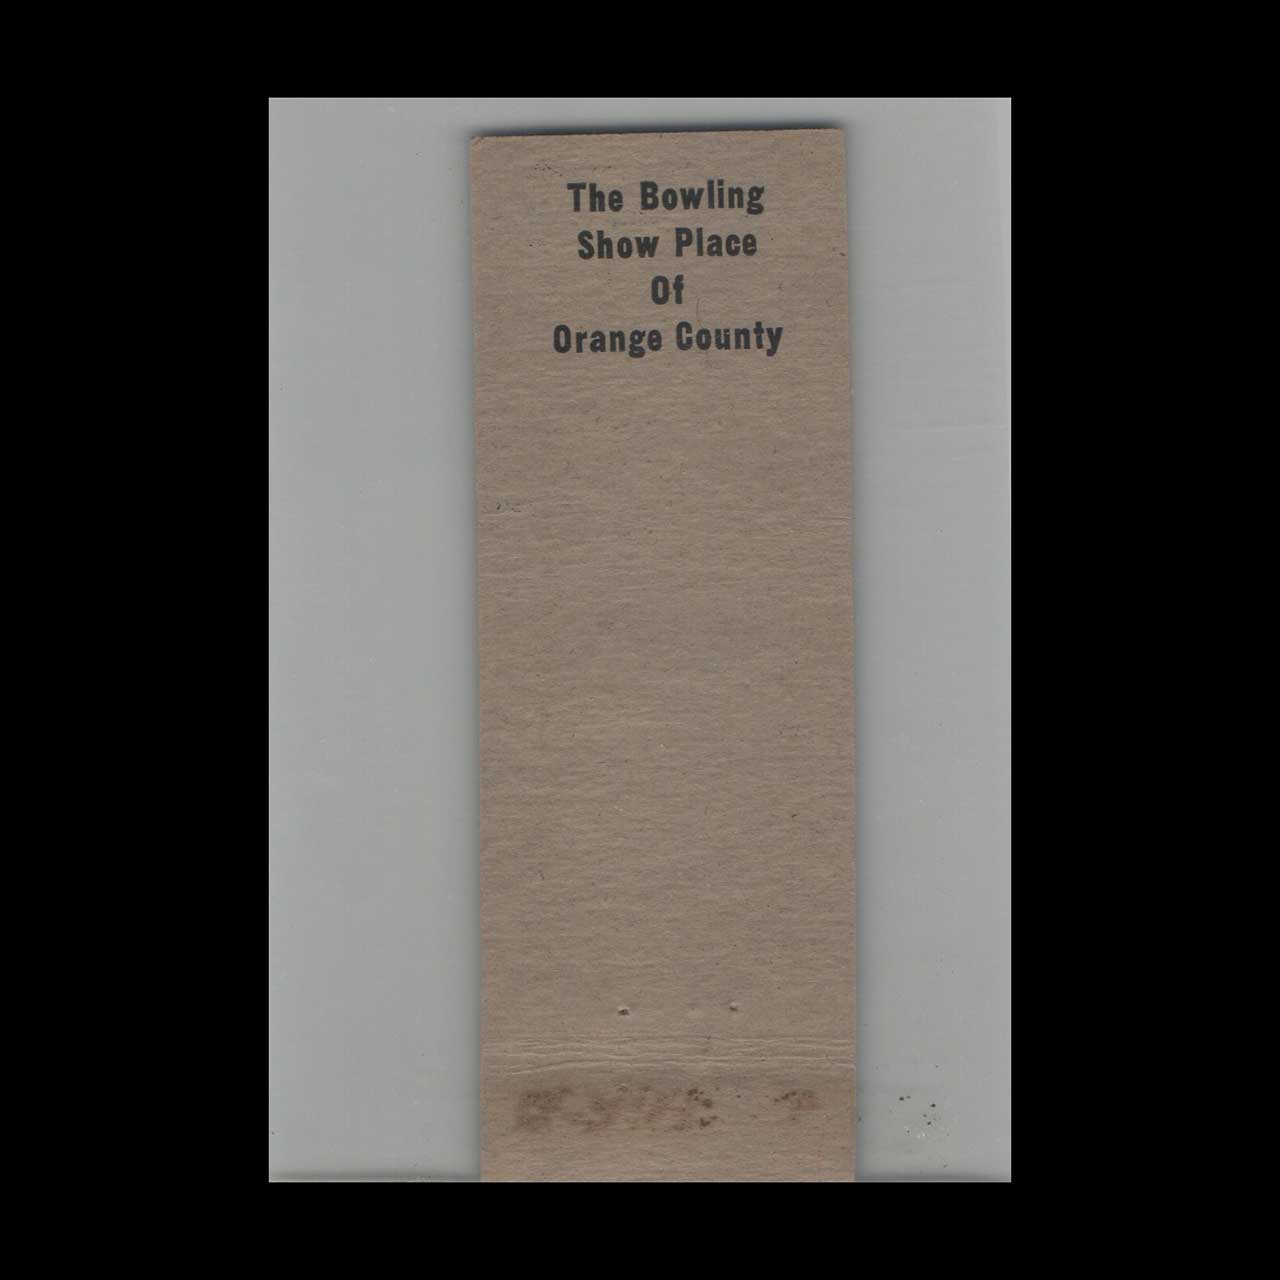 The Bowling
Show Place
Of
Orange County